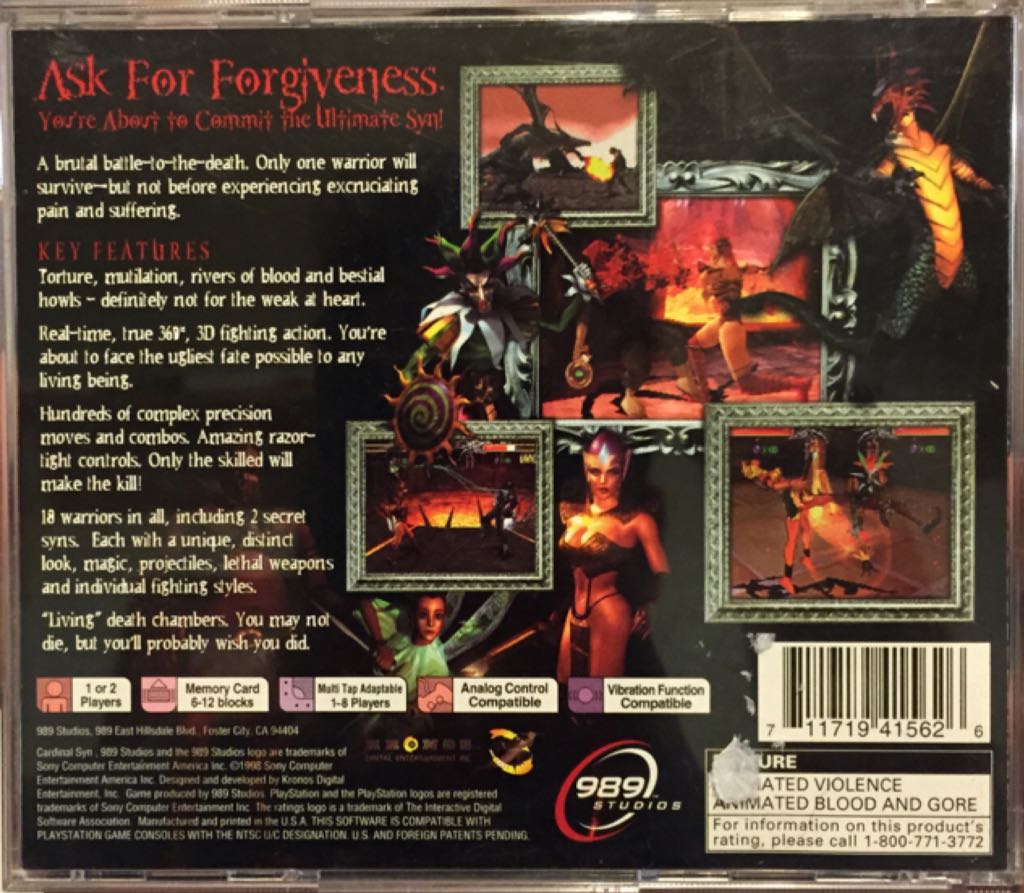 Ask For Forgiveness.
You're About to Commit the Ultimate Syn!
A brutal battle-to-the-death. Only one warrior will
survive—but not before experiencing excruciating
pain and suffering.
KEY FEATURES
Torture, mutilation, rivers of blood and bestial
howls – definitely not for the weak at heart.
Real-time, true 360°, 3D fighting action. You're
about to face the ugliest fate possible to any
living being.
Hundreds of complex precision
moves and combos. Amazing razor-
tight controls. Only the skilled will
make the kill!
18 warriors in all, including 2 secret
syns. Each with a unique, distinct
look, magic, projectiles, lethal weapons
and individual fighting styles.
"Living" death chambers. You may not
die, but you'll probably wish you did.
1 or 2
Players
Memory Card
6-12 blocks
Multi Tap Adaptable
1-8 Players
Analog Control
Compatible
Vibration Function
Compatible
989 Studios, 989 East Hillsdale Blvd., Foster City, CA 94404
Cardinal Syn, 989 Studios and the 989 Studios logo are trademarks of
Sony Computer Entertainment America Inc. ©1998 Sony Computer
Entertainment America Inc. Designed and developed by Kronos Digital
Entertainment, Inc. Game produced by 989 Studios. PlayStation and the PlayStation logos are registered
trademarks of Sony Computer Entertainment Inc. The ratings logo is a trademark of The Interactive Digital
Software Association. Manufactured and printed in the U.S.A. THIS SOFTWARE IS COMPATIBLE WITH
PLAYSTATION GAME CONSOLES WITH THE NTSC U/C DESIGNATION. U.S. AND FOREIGN PATENTS PENDING.
KRONOS
DIGITAL ENTERTAINMENT INC.
989
STUDIOS
7 11719 41562 6
URE
ATED VIOLENCE
ANIMATED BLOOD AND GORE
For information on this product's
rating, please call 1-800-771-3772